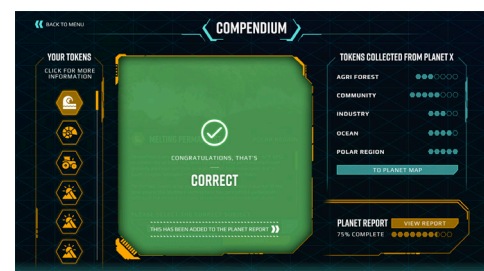 BACK TO MENU
COMPENDIUM
YOUR TOKENS
CLICK FOR MORE
INFORMATION
CONGRATULATIONS, THAT'S
CORRECT
THIS HAS BEEN ADDED TO THE PLANET REPORT
TOKENS COLLECTED FROM PLANET X
AGRI FOREST
COMMUNITY
INDUSTRY
OCEAN
POLAR REGION
TO PLANET MAP
PLANET REPORT
VIEW REPORT
75% COMPLETE